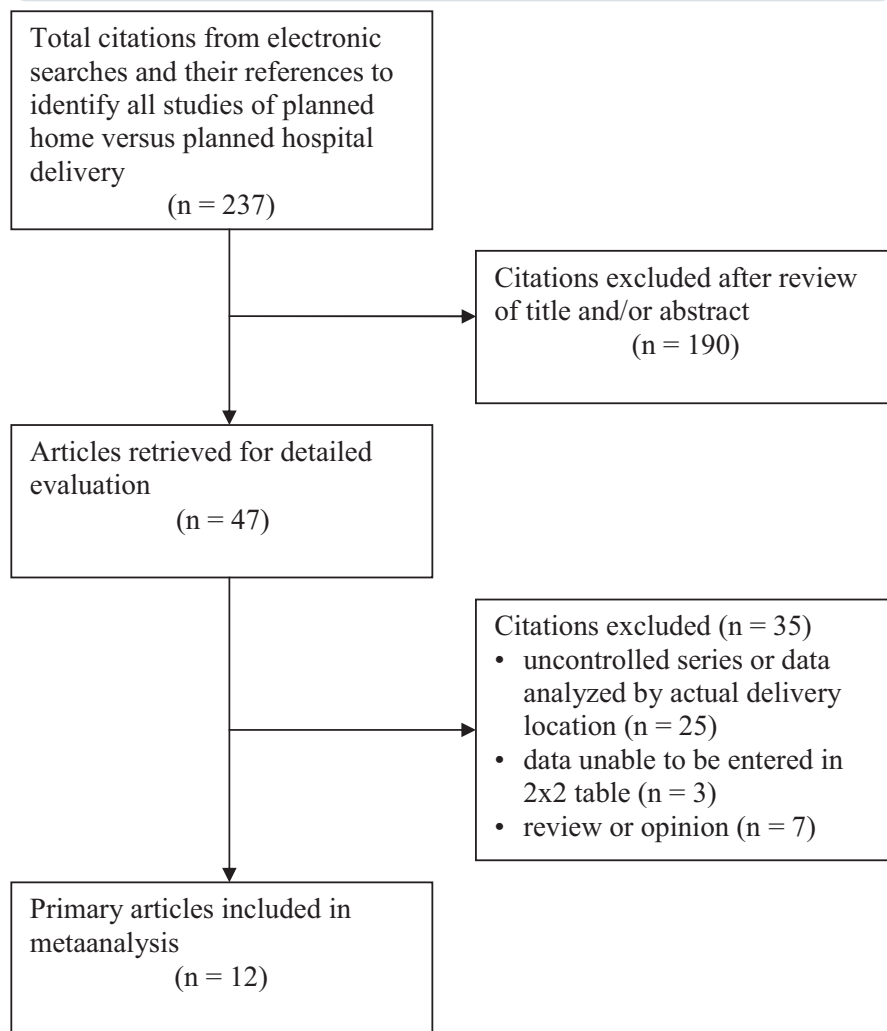 Total citations from electronic
searches and their references to
identify all studies of planned
home versus planned hospital
delivery
(n = 237)
Citations excluded after review
of title and/or abstract
(n = 190)
Articles retrieved for detailed
evaluation
(n = 47)
Citations excluded (n = 35)
• uncontrolled series or data
analyzed by actual delivery
location (n = 25)
• data unable to be entered in
2x2 table (n = 3)
• review or opinion (n = 7)
Primary articles included in
metaanalysis
(n = 12)